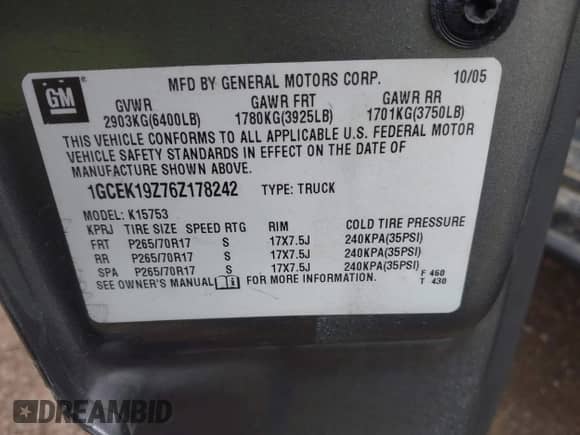 GM
MFD BY GENERAL MOTORS CORP. 10/05
GVWR GAWR FRT GAWR RR
2903KG(6400LB) 1780KG(3925LB) 1701KG(3750LB)
THIS VEHICLE CONFORMS TO ALL APPLICABLE U.S. FEDERAL MOTOR
VEHICLE SAFETY STANDARDS IN EFFECT ON THE DATE OF
MANUFACTURE SHOWN ABOVE.
1GCEK19Z76Z178242 TYPE: TRUCK
MODEL: K15753
KPRJ TIRE SIZE SPEED RTG RIM COLD TIRE PRESSURE
FRT P265/70R17 S 17X7.5J 240KPA(35PSI)
RR P265/70R17 S 17X7.5J 240KPA(35PSI)
SPA P265/70R17 S 17X7.5J 240KPA(35PSI)
SEE OWNER'S MANUAL FOR MORE INFORMATION.
F 460
T 430
DREAMBID